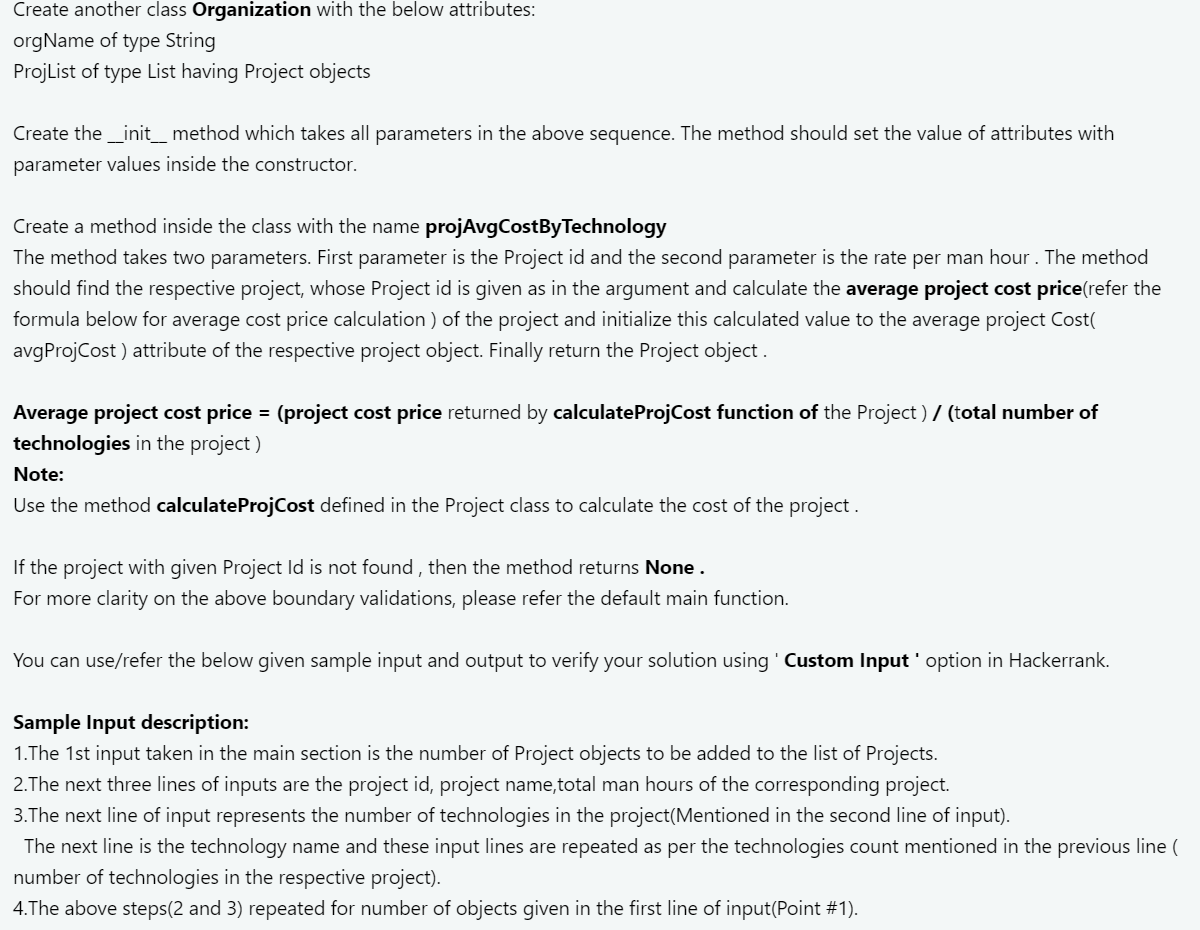 Create another class Organization with the below attributes:
orgName of type String
ProjList of type List having Project objects
Create the __init__ method which takes all parameters in the above sequence. The method should set the value of attributes with
parameter values inside the constructor.
Create a method inside the class with the name projAvgCostByTechnology
The method takes two parameters. First parameter is the Project id and the second parameter is the rate per man hour . The method
should find the respective project, whose Project id is given as in the argument and calculate the average project cost price(refer the
formula below for average cost price calculation ) of the project and initialize this calculated value to the average project Cost(
avgProjCost ) attribute of the respective project object. Finally return the Project object .
Average project cost price = (project cost price returned by calculateProjCost function of the Project ) / (total number of
technologies in the project )
Note:
Use the method calculateProjCost defined in the Project class to calculate the cost of the project .
If the project with given Project Id is not found , then the method returns None .
For more clarity on the above boundary validations, please refer the default main function.
You can use/refer the below given sample input and output to verify your solution using ' Custom Input ' option in Hackerrank.
Sample Input description:
1.The 1st input taken in the main section is the number of Project objects to be added to the list of Projects.
2.The next three lines of inputs are the project id, project name,total man hours of the corresponding project.
3.The next line of input represents the number of technologies in the project(Mentioned in the second line of input).
The next line is the technology name and these input lines are repeated as per the technologies count mentioned in the previous line (
number of technologies in the respective project).
4.The above steps(2 and 3) repeated for number of objects given in the first line of input(Point #1).